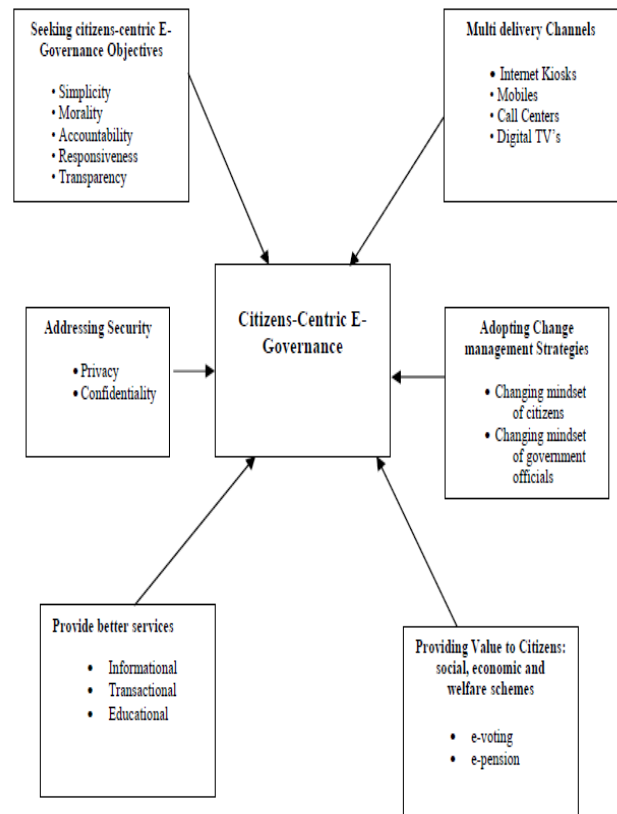 Seeking citizens-centric E-
Governance Objectives
• Simplicity
• Morality
• Accountability
• Responsiveness
• Transparency
Multi delivery Channels
• Internet Kiosks
• Mobiles
• Call Centers
• Digital TV`s
Addressing Security
• Privacy
• Confidentiality
Citizens-Centric E-
Governance
Adopting Change
management Strategies
• Changing mindset
of citizens
• Changing mindset
of government
officials
Provide better services
• Informational
• Transactional
• Educational
Providing Value to Citizens:
social, economic and
welfare schemes
• e-voting
• e-pension